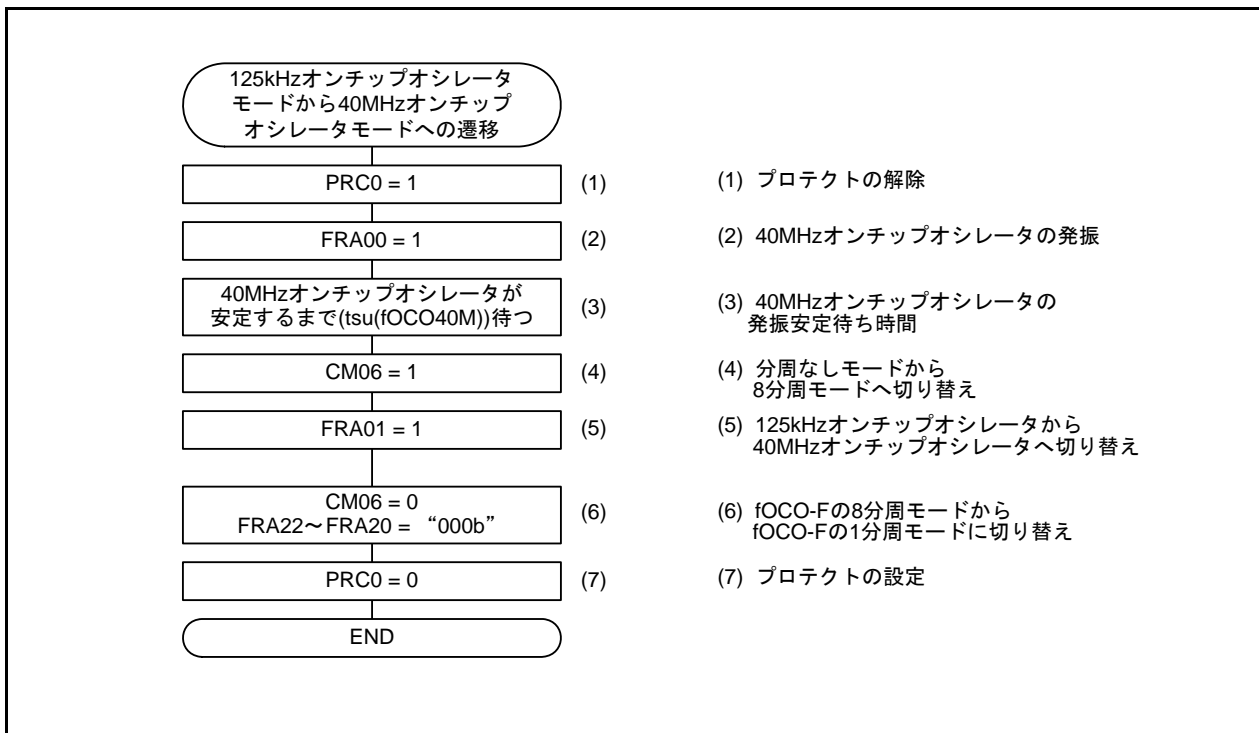 125kHzオンチップオシレータ
モードから40MHzオンチップ
オシレータモードへの遷移
PRC0 = 1
(1)
(1) プロテクトの解除
FRA00 = 1
(2)
(2) 40MHzオンチップオシレータの発振
40MHzオンチップオシレータが
安定するまで(tsu(fOCO40M))待つ
(3)
(3) 40MHzオンチップオシレータの
発振安定待ち時間
CM06 = 1
(4)
(4) 分周なしモードから
8分周モードへ切り替え
FRA01 = 1
(5)
(5) 125kHzオンチップオシレータから
40MHzオンチップオシレータへ切り替え
CM06 = 0
FRA22～FRA20 = “000b”
(6)
(6) fOCO-Fの8分周モードから
fOCO-Fの1分周モードに切り替え
PRC0 = 0
(7)
(7) プロテクトの設定
END